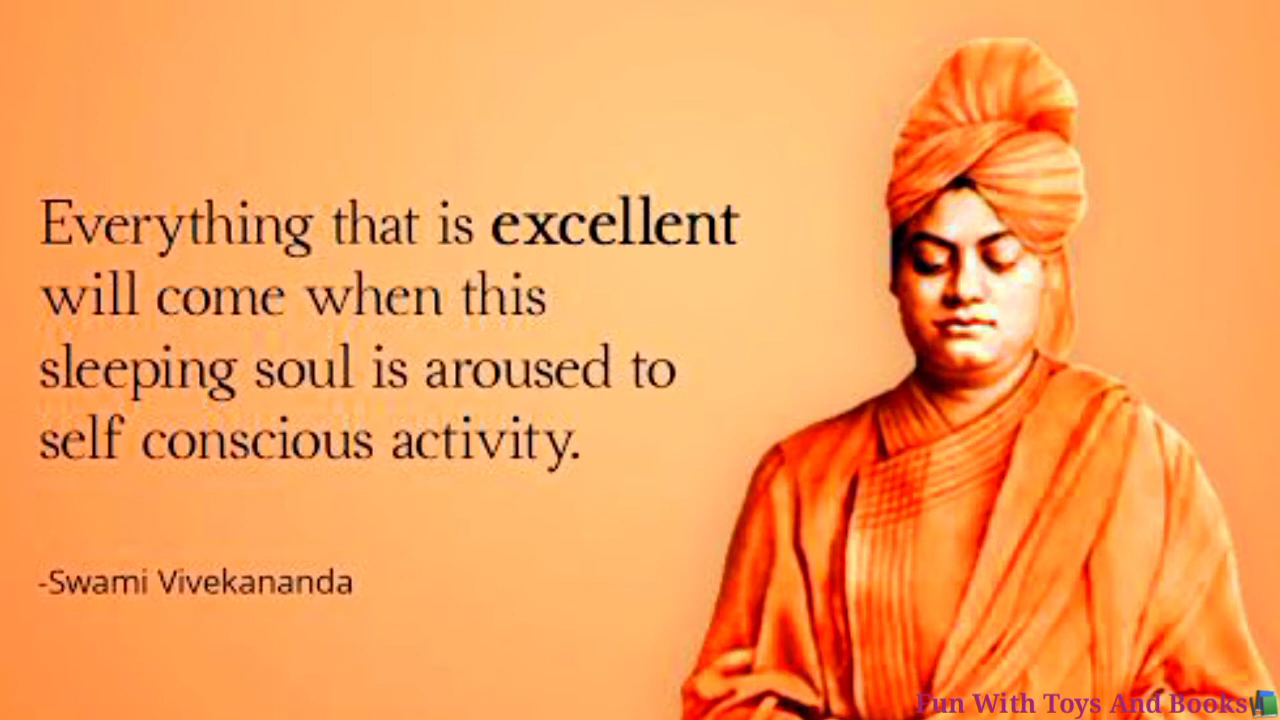 Everything that is excellent
will come when this
sleeping soul is aroused to
self conscious activity.
-Swami Vivekananda
Fun With Toys And Books